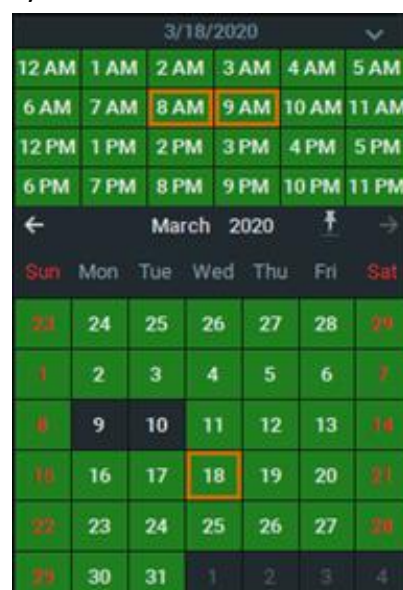 3/18/2020
12 AM 1 AM 2 AM 3 AM 4 AM 5 AM
6 AM 7 AM 8 AM 9 AM 10 AM 11 AM
12 PM 1 PM 2 PM 3 PM 4 PM 5 PM
6 PM 7 PM 8 PM 9 PM 10 PM 11 PM
March 2020
Sun Mon Tue Wed Thu Fri Sat
23 24 25 26 27 28 29
1 2 3 4 5 6 7
8 9 10 11 12 13 14
15 16 17 18 19 20 21
22 23 24 25 26 27 28
29 30 31 1 2 3 4